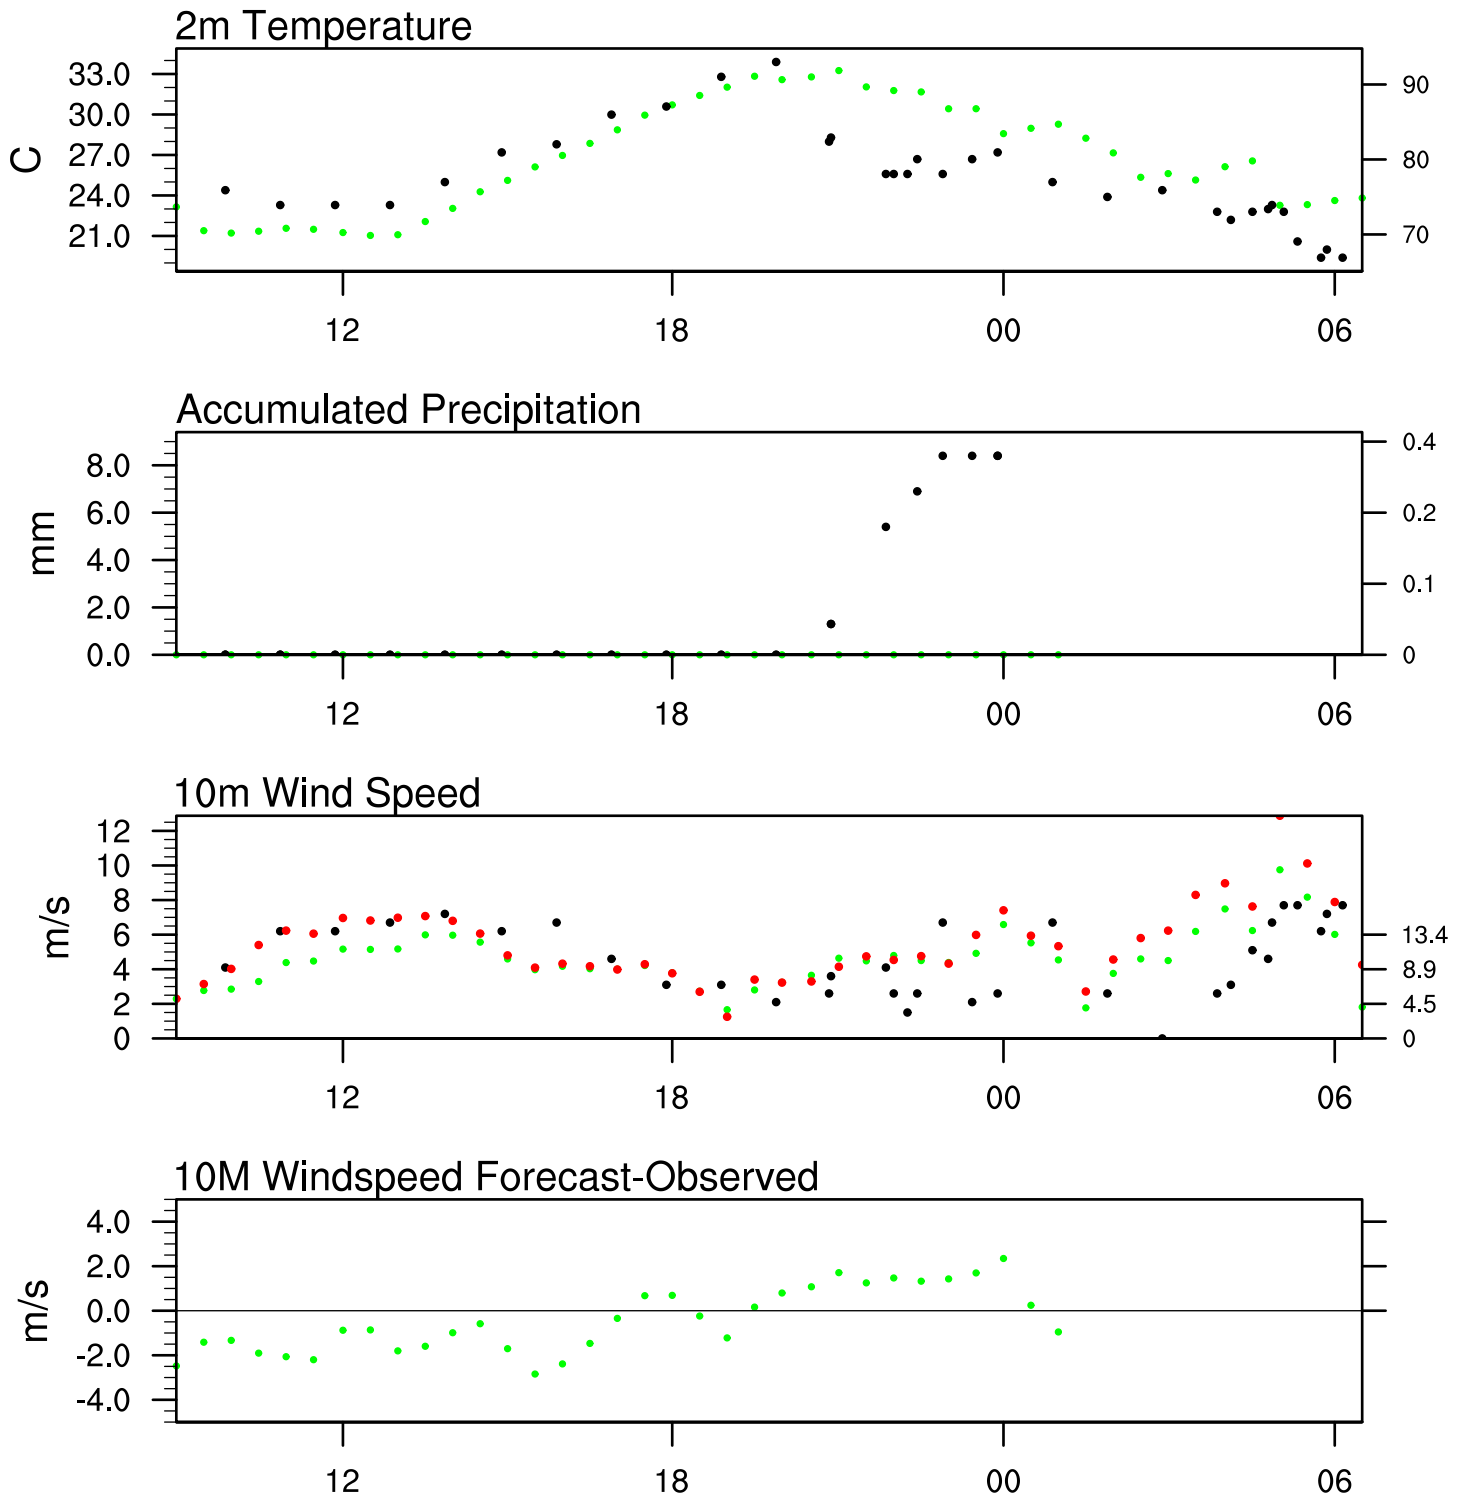 2m Temperature
33.0
30.0
27.0
24.0
21.0
C
90
80
70
12 18 00 06
Accumulated Precipitation
8.0
6.0
4.0
2.0
0.0
mm
0.4
0.2
0.1
0
12 18 00 06
10m Wind Speed
12
10
8
6
4
2
0
m/s
13.4
8.9
4.5
0
12 18 00 06
10M Windspeed Forecast-Observed
4.0
2.0
0.0
-2.0
-4.0
m/s
12 18 00 06